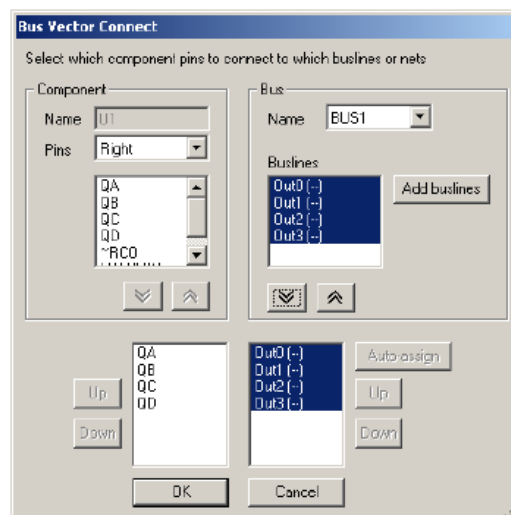 Bus Vector Connect
Select which component pins to connect to which buslines or nets
Component
Name U1
Pins Right
QA
QB
QC
QD
~RCO
Bus
Name BUS1
Buslines
Out0 (--)
Out1 (--)
Out2 (--)
Out3 (--)
Add buslines
Up
Down
QA
QB
QC
QD
Out0 (--)
Out1 (--)
Out2 (--)
Out3 (--)
Auto-assign
Up
Down
OK
Cancel